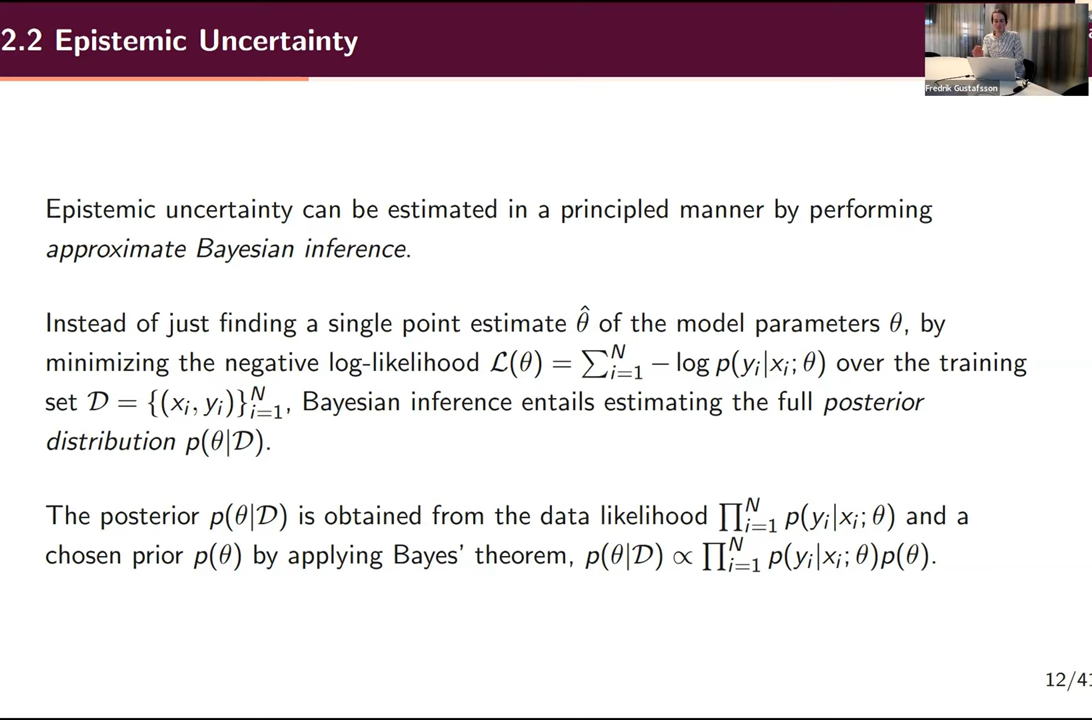 2.2 Epistemic Uncertainty
Fredrik Gustafsson
Epistemic uncertainty can be estimated in a principled manner by performing
approximate Bayesian inference.
Instead of just finding a single point estimate θ̂ of the model parameters θ, by
minimizing the negative log-likelihood ℒ(θ) = ∑ᵢ₌₁ᴺ − log p(yᵢ|xᵢ; θ) over the training
set 𝒟 = {(xᵢ, yᵢ)}ᵢ₌₁ᴺ, Bayesian inference entails estimating the full posterior
distribution p(θ|𝒟).
The posterior p(θ|𝒟) is obtained from the data likelihood ∏ᵢ₌₁ᴺ p(yᵢ|xᵢ; θ) and a
chosen prior p(θ) by applying Bayes' theorem, p(θ|𝒟) ∝ ∏ᵢ₌₁ᴺ p(yᵢ|xᵢ; θ)p(θ).
12/41